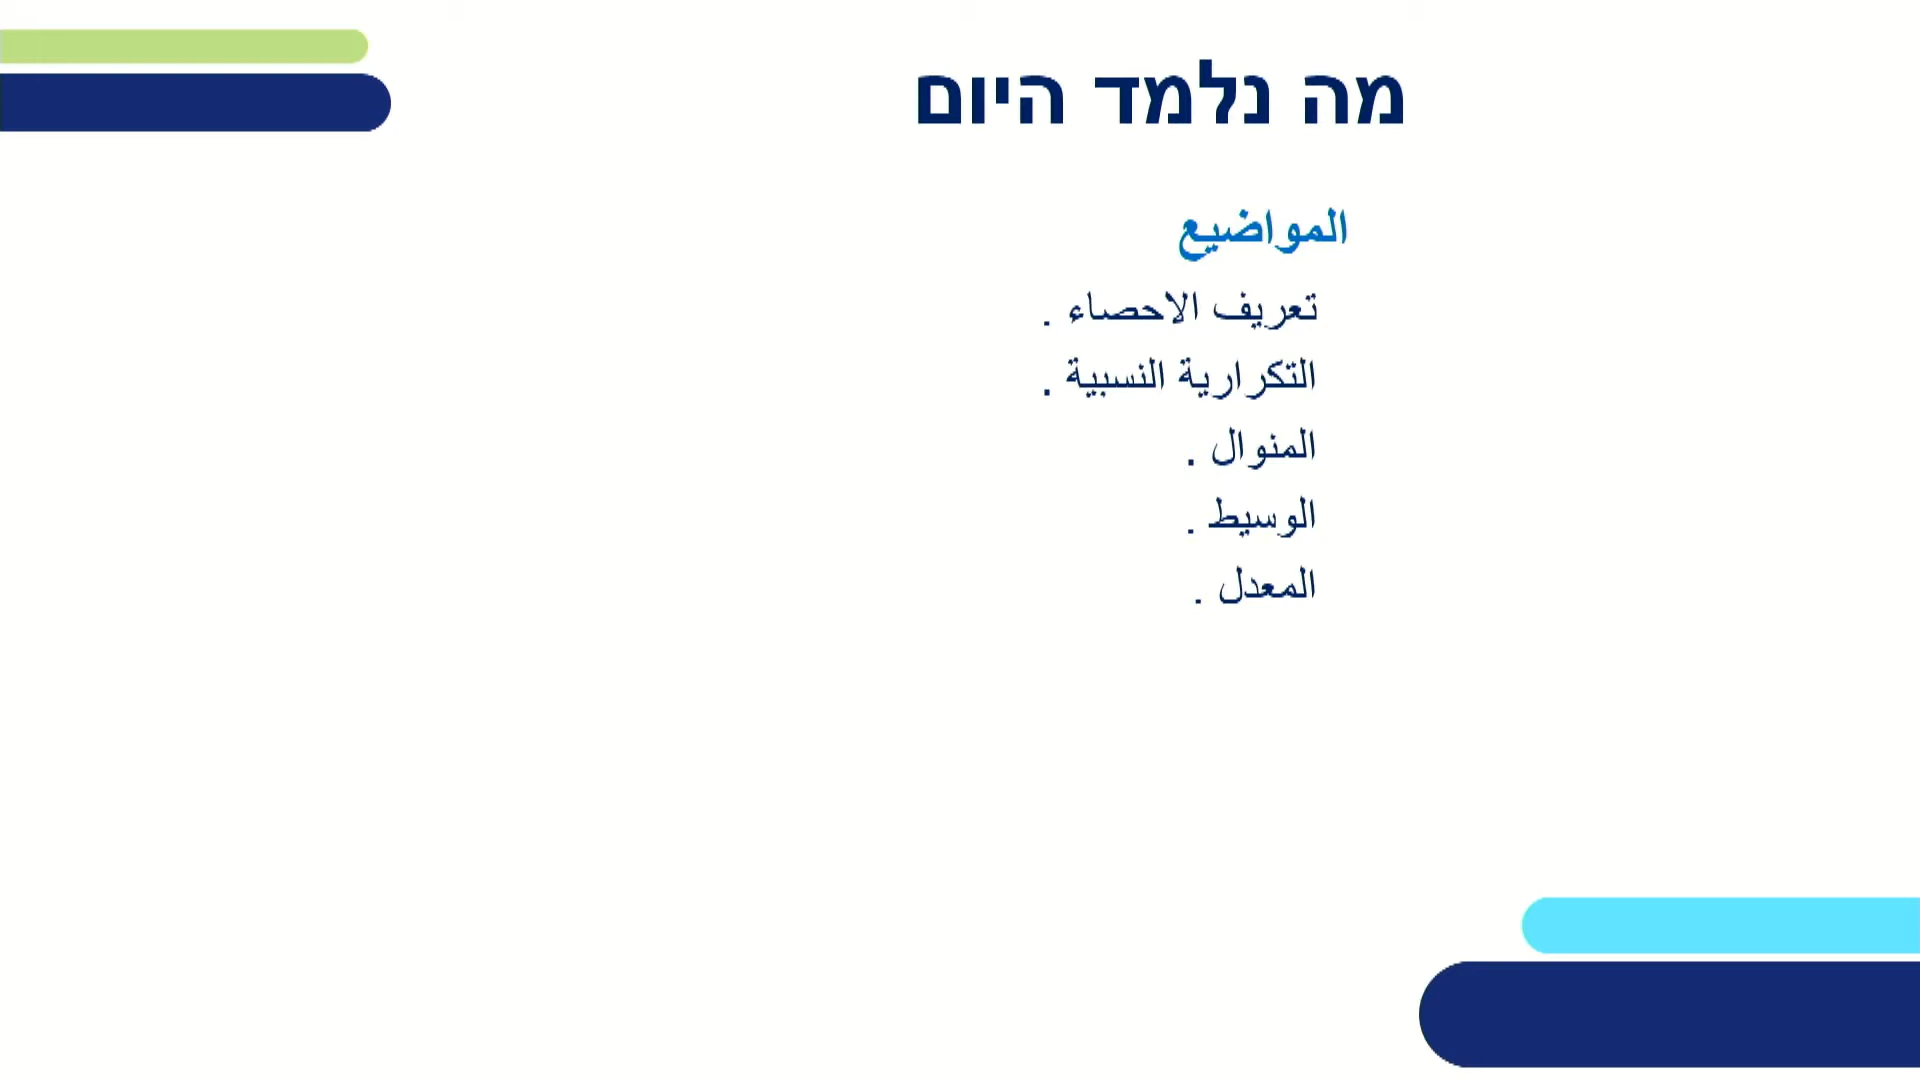 מה נלמד היום
المواضيع
تعريف الاحصاء .
التكرارية النسبية .
المنوال .
الوسيط .
المعدل .